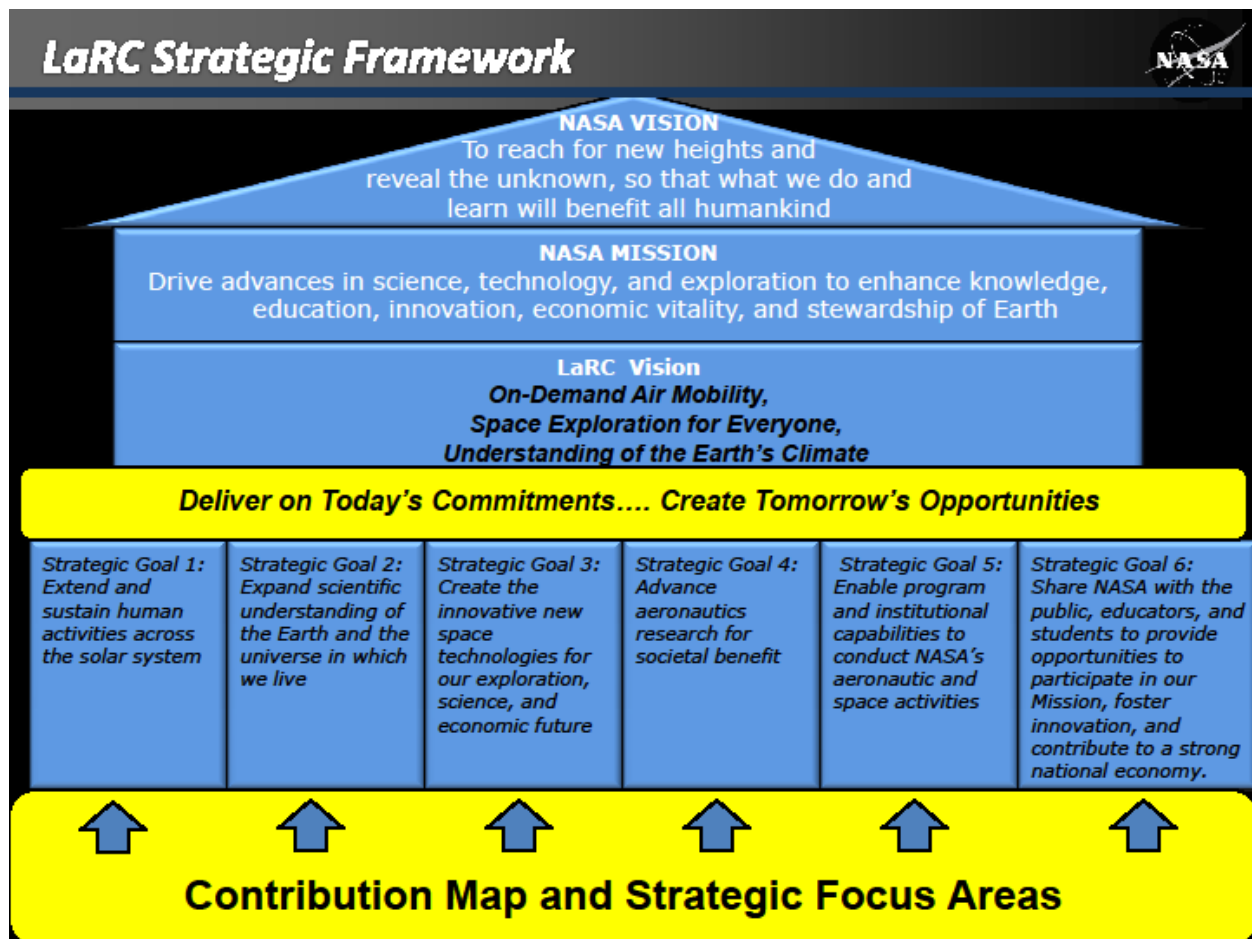 LaRC Strategic Framework
NASA
NASA VISION
To reach for new heights and
reveal the unknown, so that what we do and
learn will benefit all humankind
NASA MISSION
Drive advances in science, technology, and exploration to enhance knowledge,
education, innovation, economic vitality, and stewardship of Earth
LaRC Vision
On-Demand Air Mobility,
Space Exploration for Everyone,
Understanding of the Earth's Climate
Deliver on Today's Commitments.... Create Tomorrow's Opportunities
Strategic Goal 1:
Extend and
sustain human
activities across
the solar system
Strategic Goal 2:
Expand scientific
understanding of
the Earth and the
universe in which
we live
Strategic Goal 3:
Create the
innovative new
space
technologies for
our exploration,
science, and
economic future
Strategic Goal 4:
Advance
aeronautics
research for
societal benefit
Strategic Goal 5:
Enable program
and institutional
capabilities to
conduct NASA's
aeronautic and
space activities
Strategic Goal 6:
Share NASA with the
public, educators, and
students to provide
opportunities to
participate in our
Mission, foster
innovation, and
contribute to a strong
national economy.
Contribution Map and Strategic Focus Areas